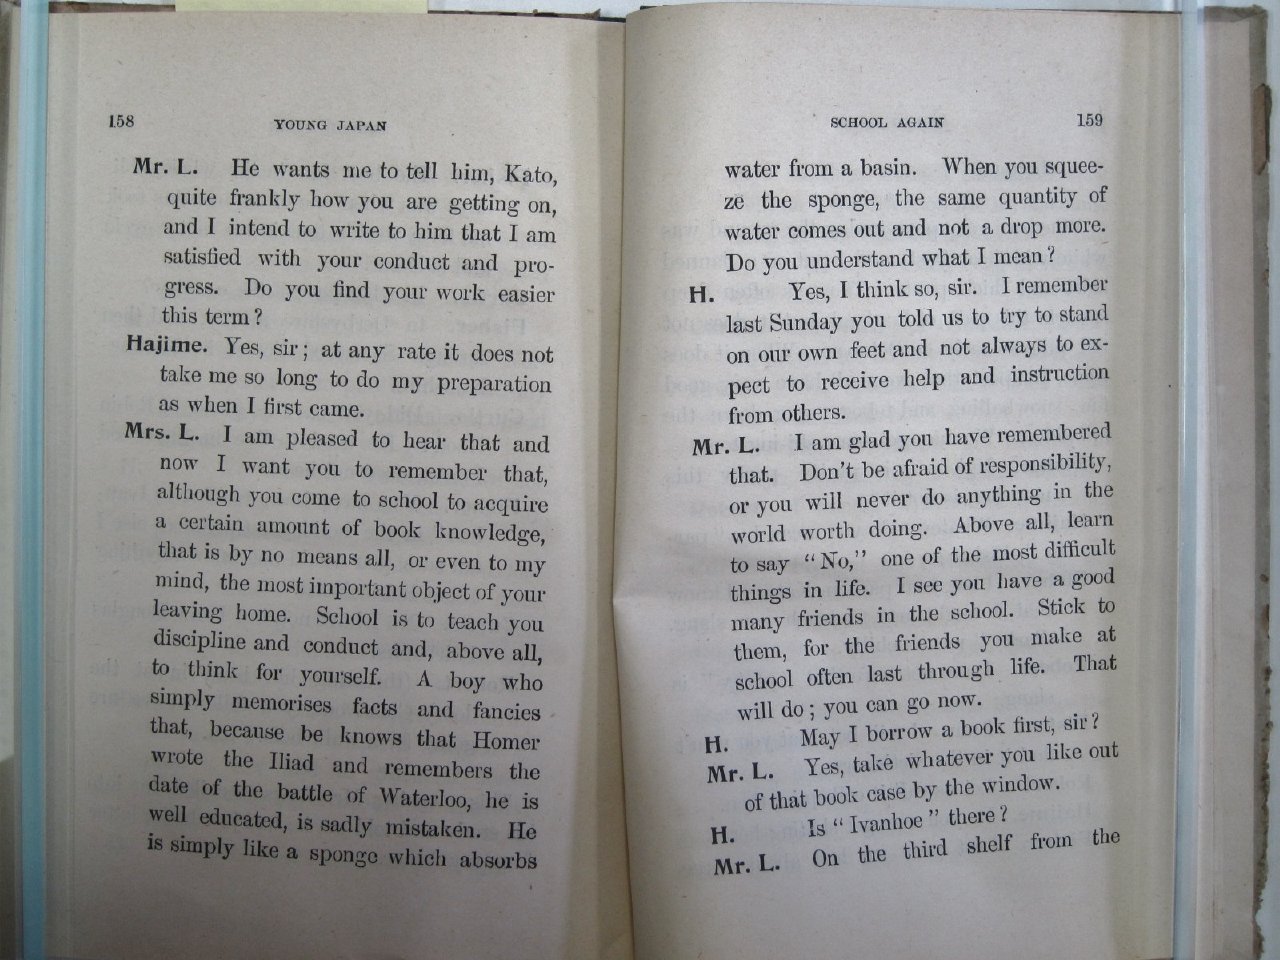 158
YOUNG JAPAN
Mr. L. He wants me to tell him, Kato,
quite frankly how you are getting on,
and I intend to write to him that I am
satisfied with your conduct and pro-
gress. Do you find your work easier
this term?
Hajime. Yes, sir; at any rate it does not
take me so long to do my preparation
as when I first came.
Mrs. L. I am pleased to hear that and
now I want you to remember that,
although you come to school to acquire
a certain amount of book knowledge,
that is by no means all, or even to my
mind, the most important object of your
leaving home. School is to teach you
discipline and conduct and, above all,
to think for yourself. A boy who
simply memorises facts and fancies
that, because be knows that Homer
wrote the Iliad and remembers the
date of the battle of Waterloo, he is
well educated, is sadly mistaken. He
is simply like a sponge which absorbs
SCHOOL AGAIN
159
water from a basin. When you squee-
ze the sponge, the same quantity of
water comes out and not a drop more.
Do you understand what I mean?
H. Yes, I think so, sir. I remember
last Sunday you told us to try to stand
on our own feet and not always to ex-
pect to receive help and instruction
from others.
Mr. L. I am glad you have remembered
that. Don't be afraid of responsibility,
or you will never do anything in the
world worth doing. Above all, learn
to say "No," one of the most difficult
things in life. I see you have a good
many friends in the school. Stick to
them, for the friends you make at
school often last through life. That
will do; you can go now.
H. May I borrow a book first, sir?
Mr. L. Yes, take whatever you like out
of that book case by the window.
H. Is "Ivanhoe" there?
Mr. L. On the third shelf from the